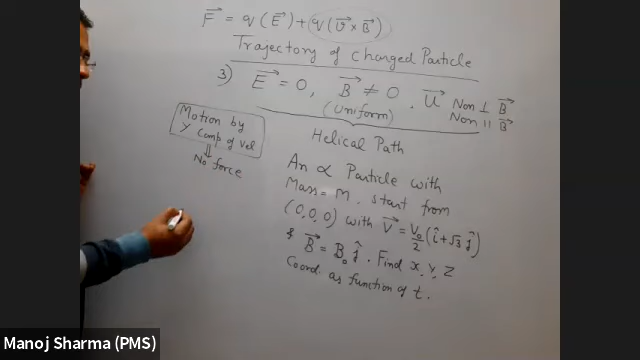 F⃗ = q(E⃗) + q(v⃗ × B⃗)
Trajectory of Charged Particle
3) E⃗ = 0, B⃗ ≠ 0. u⃗ Non ⊥ B⃗
Non || B⃗
(Uniform)
Helical Path
Motion by
Y Comp of Vel
⇓
No force
An α Particle with
Mass = M. start from
(0,0,0) with V⃗ = V₀/2 (î + √3 ĵ)
& B⃗ = B₀ ĵ. Find x, Y, Z
Coord. as function of t.
Manoj Sharma (PMS)